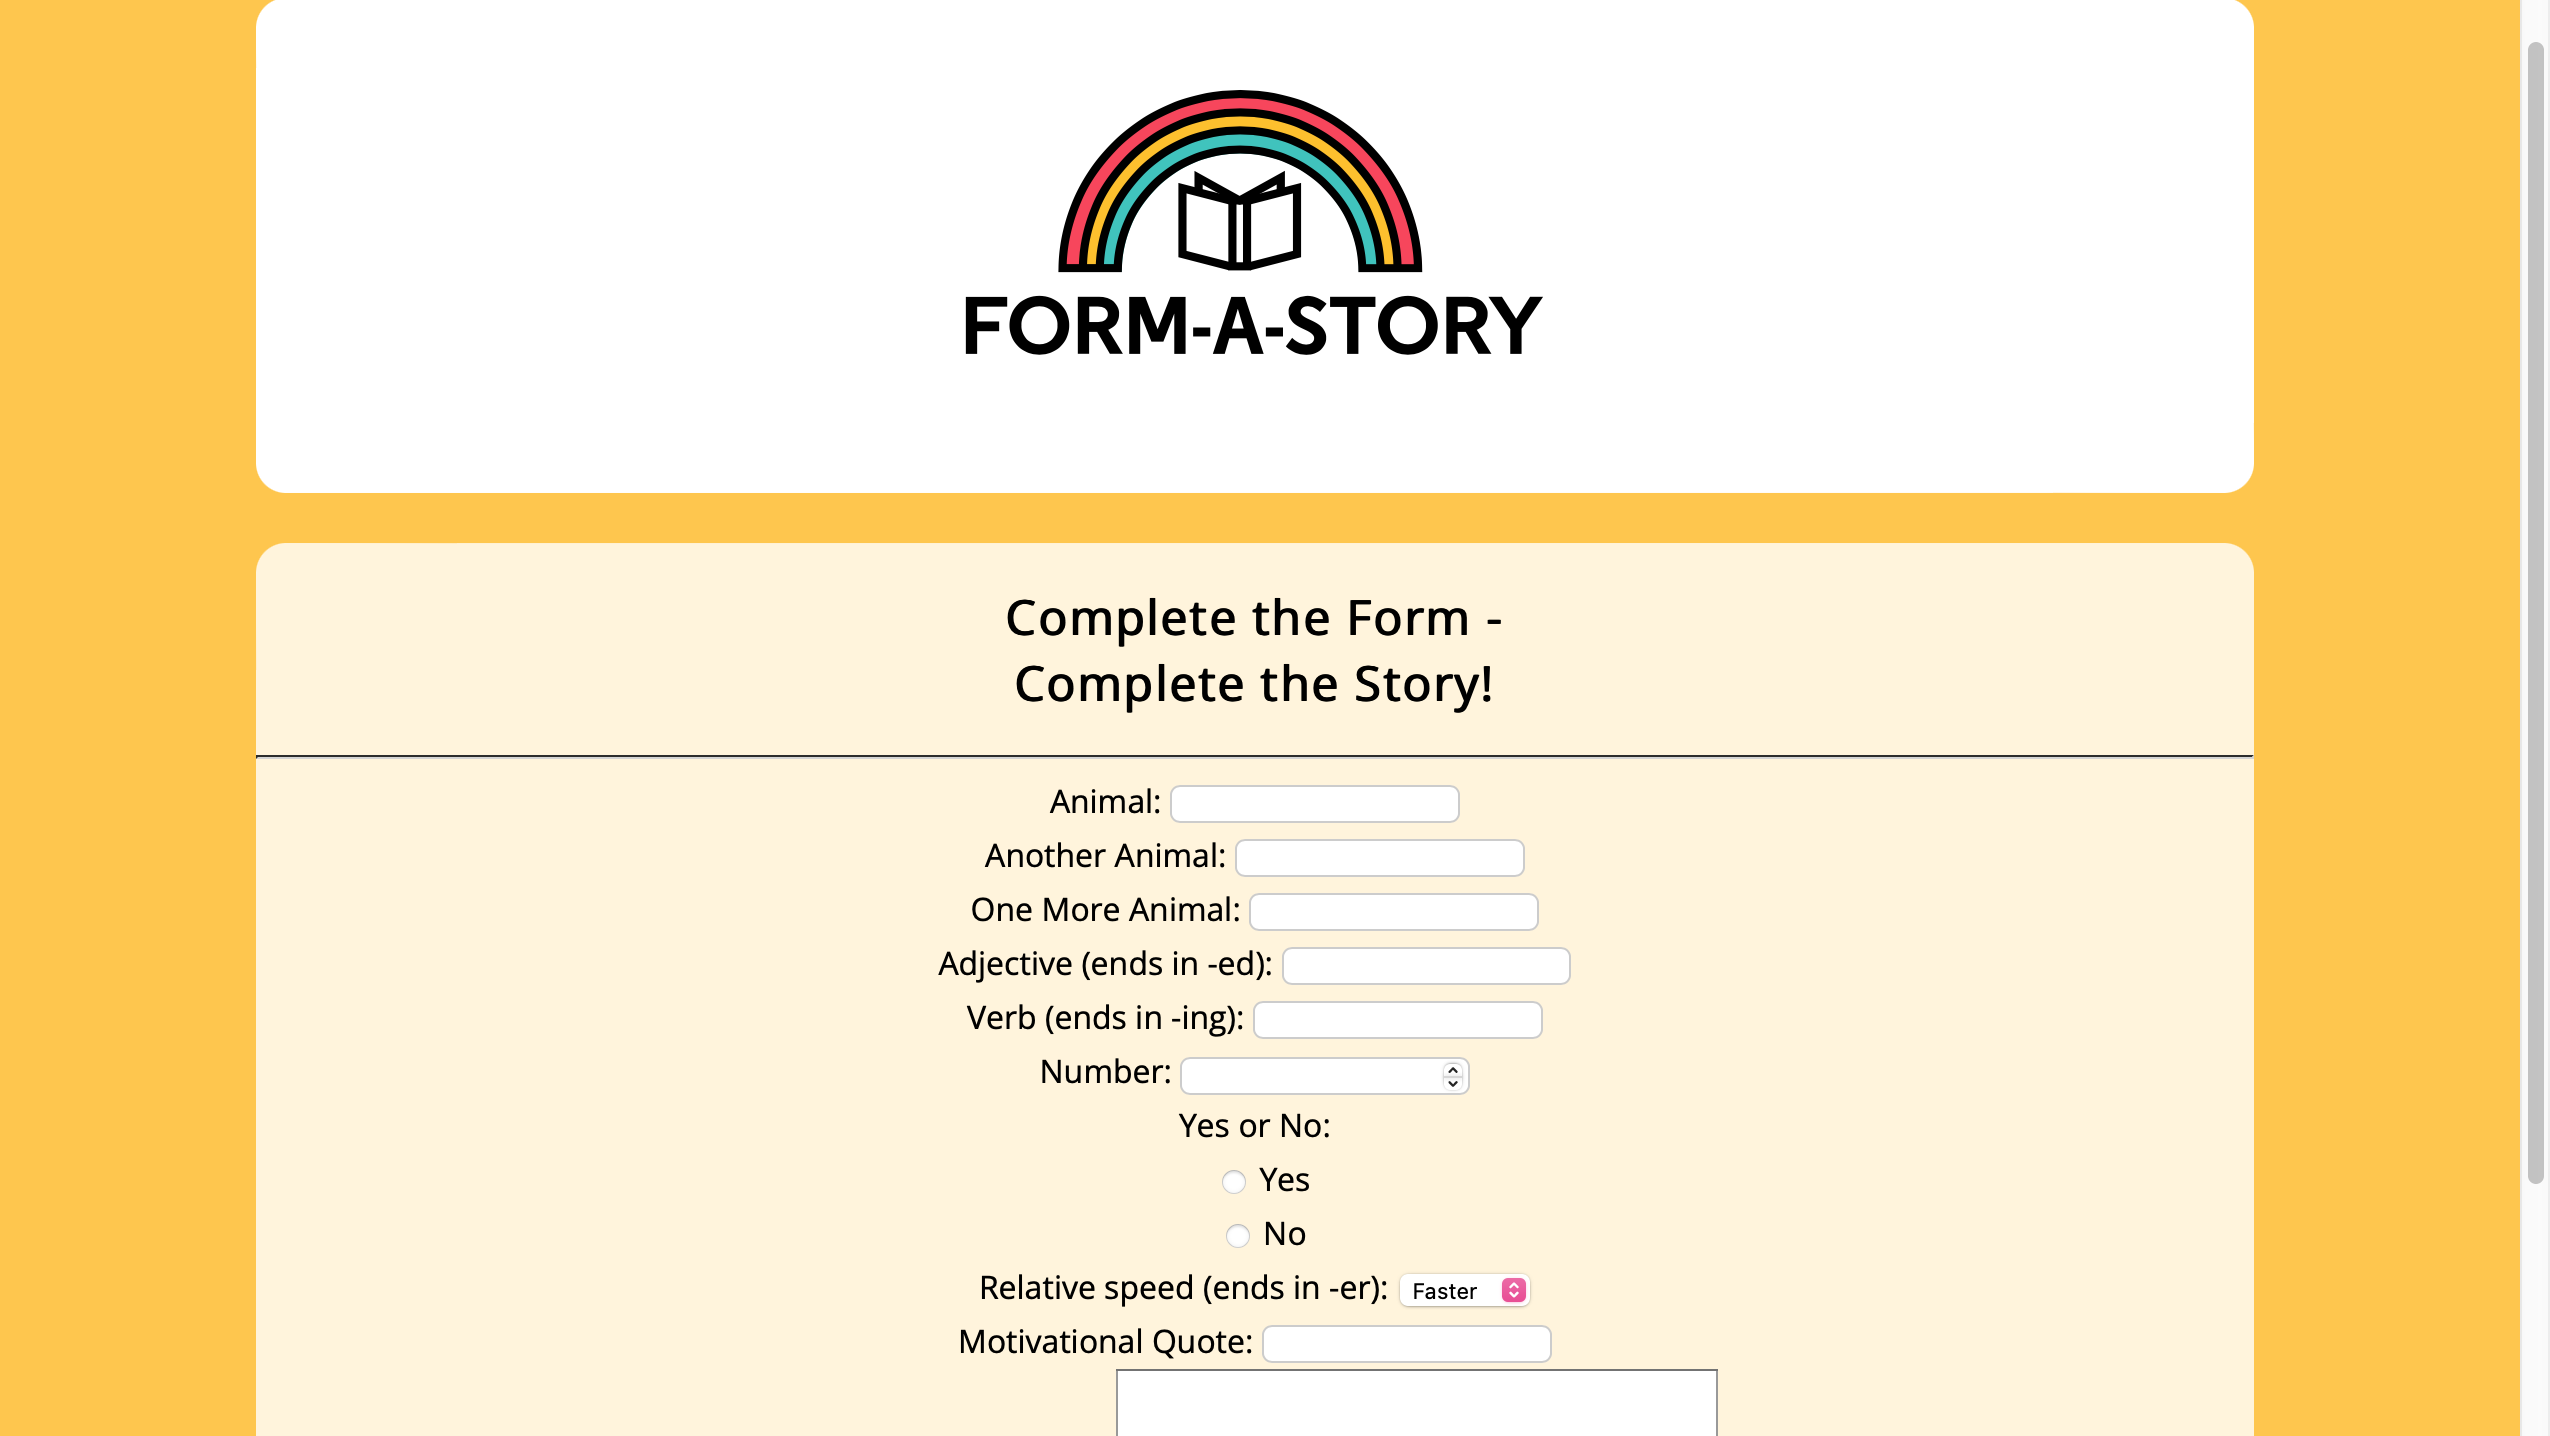 FORM-A-STORY
Complete the Form -
Complete the Story!
Animal:
Another Animal:
One More Animal:
Adjective (ends in -ed):
Verb (ends in -ing):
Number:
Yes or No:
Yes
No
Relative speed (ends in -er): Faster
Motivational Quote: